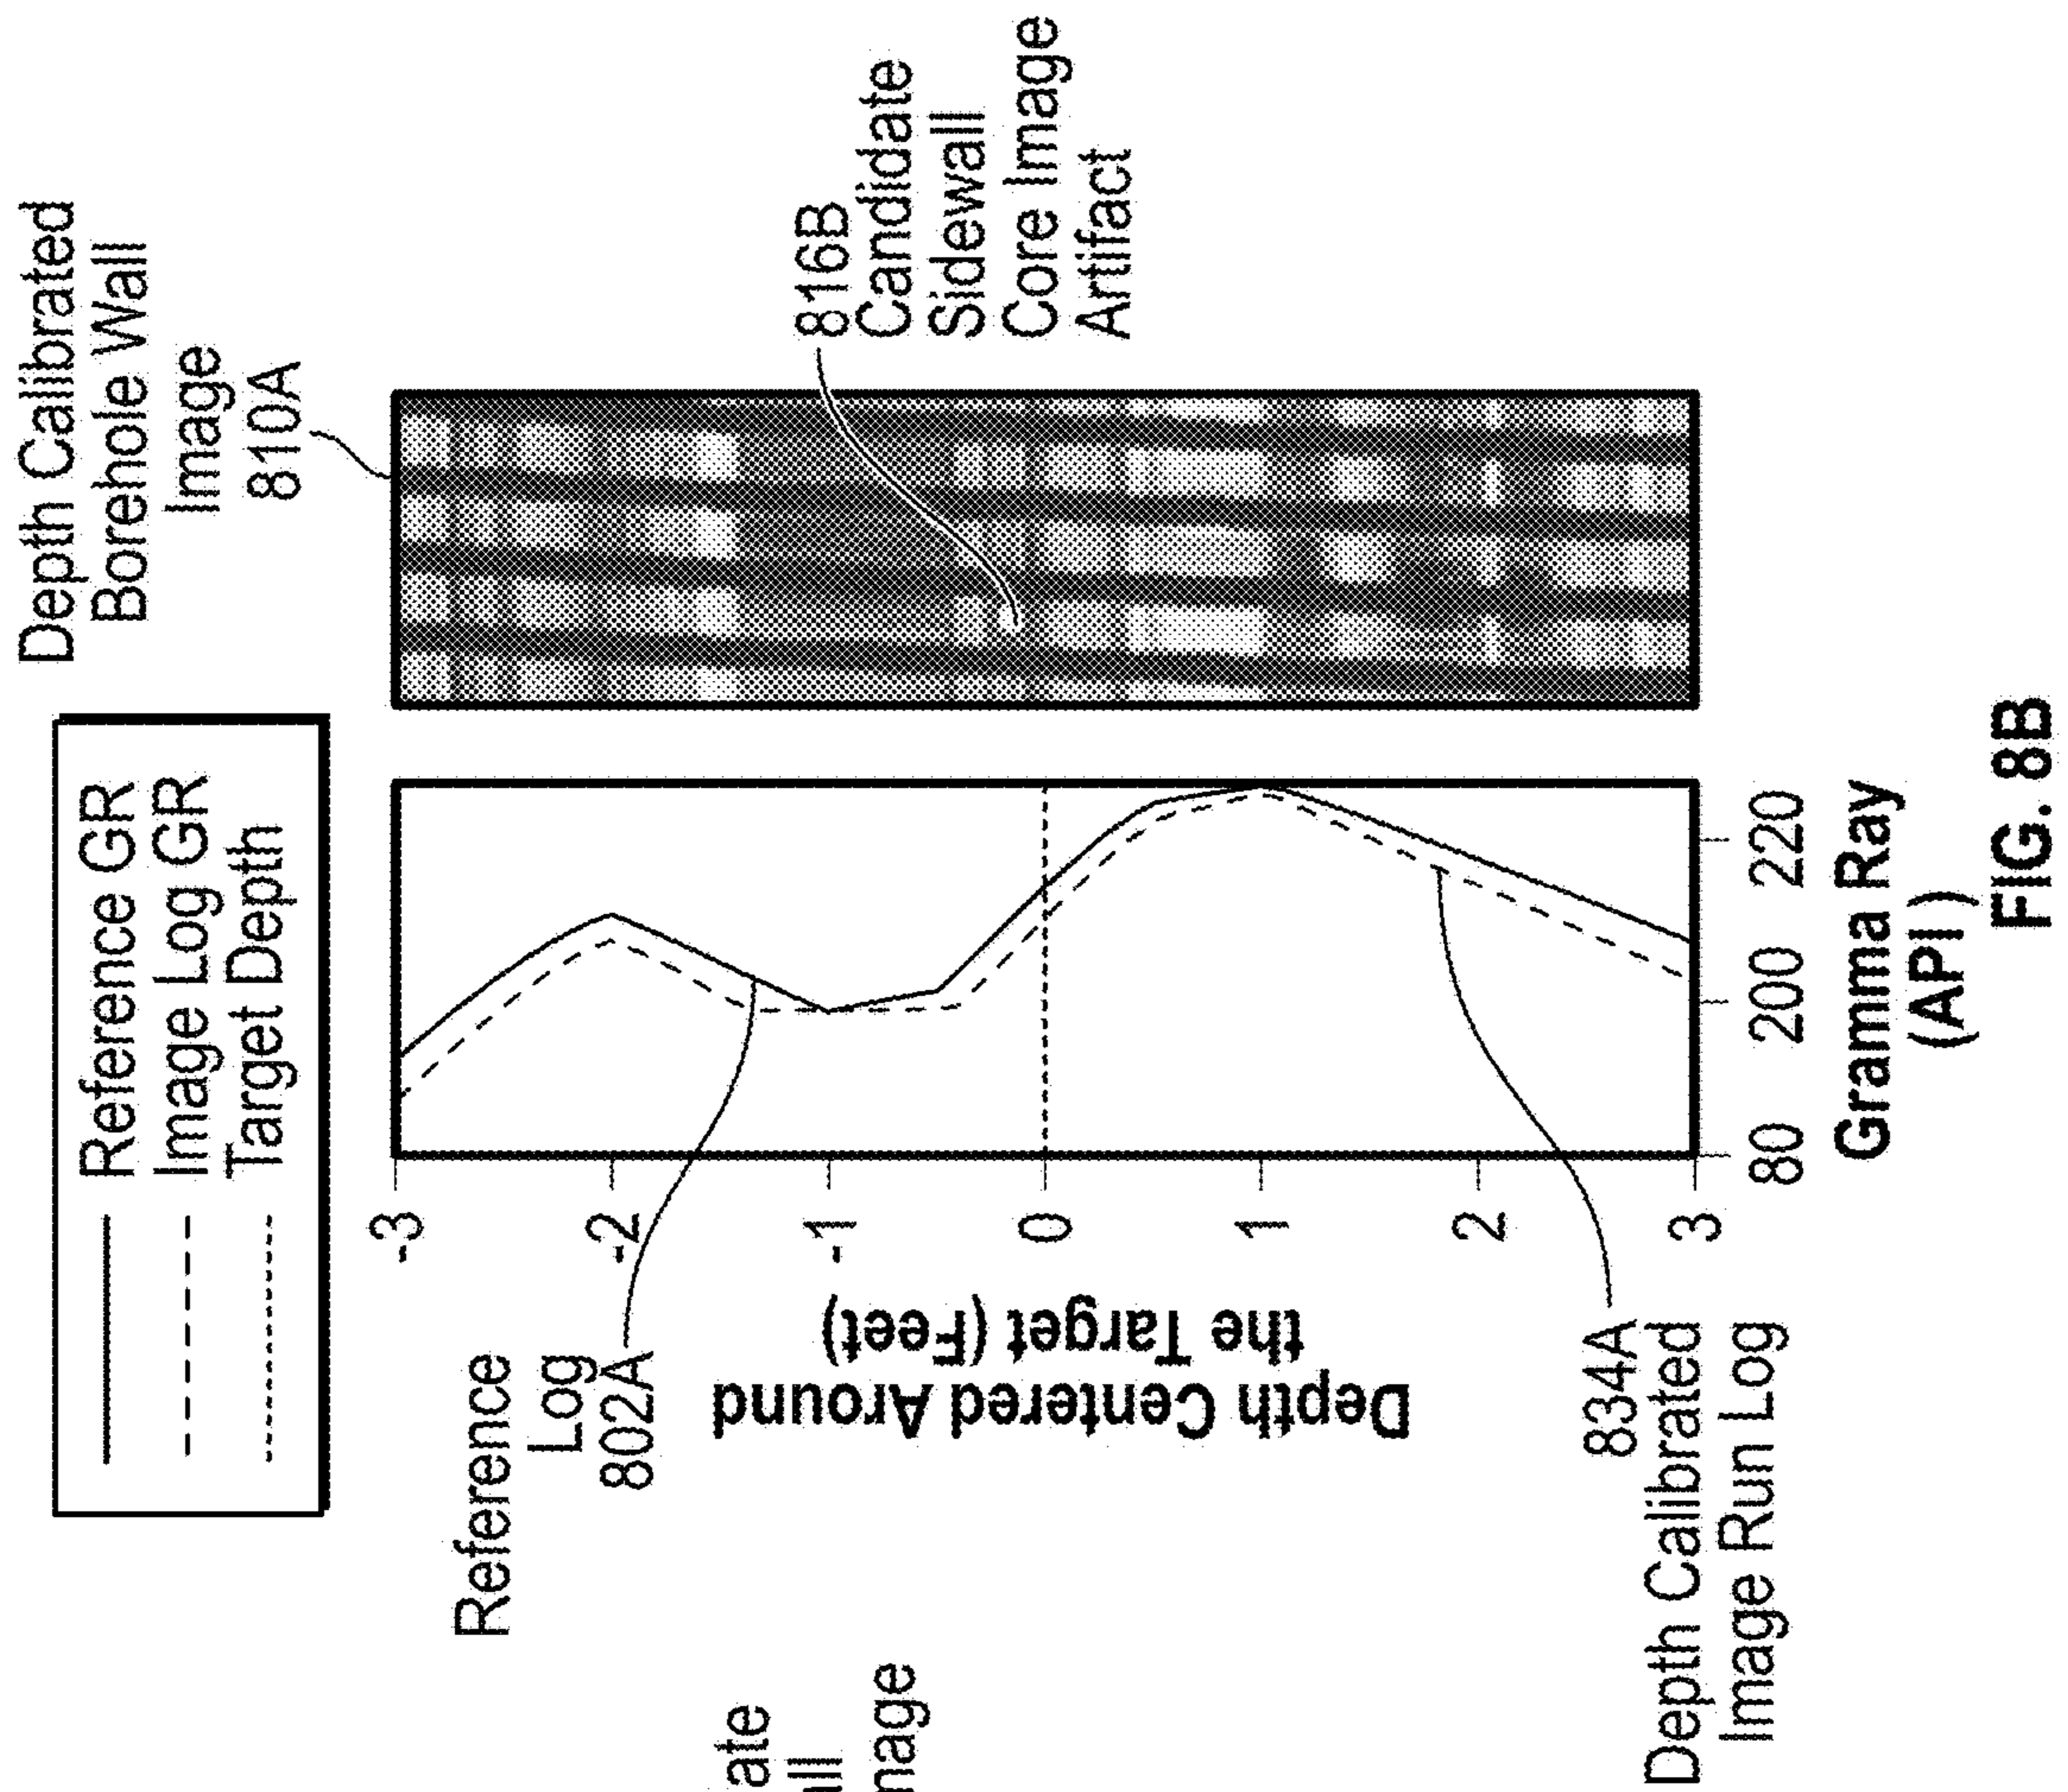 Reference GR
Image Log GR
Target Depth
Depth Calibrated
Borehole Wall
Image
810A
Reference
Log
802A
816B
Candidate
Sidewall
Core Image
Artifact
-3
-2
-1
0
1
2
3
Depth Centered Around
the Target (Feet)
80
200
220
Gramma Ray
(API)
834A
Depth Calibrated
Image Run Log
ate
all
mage
FIG. 8B